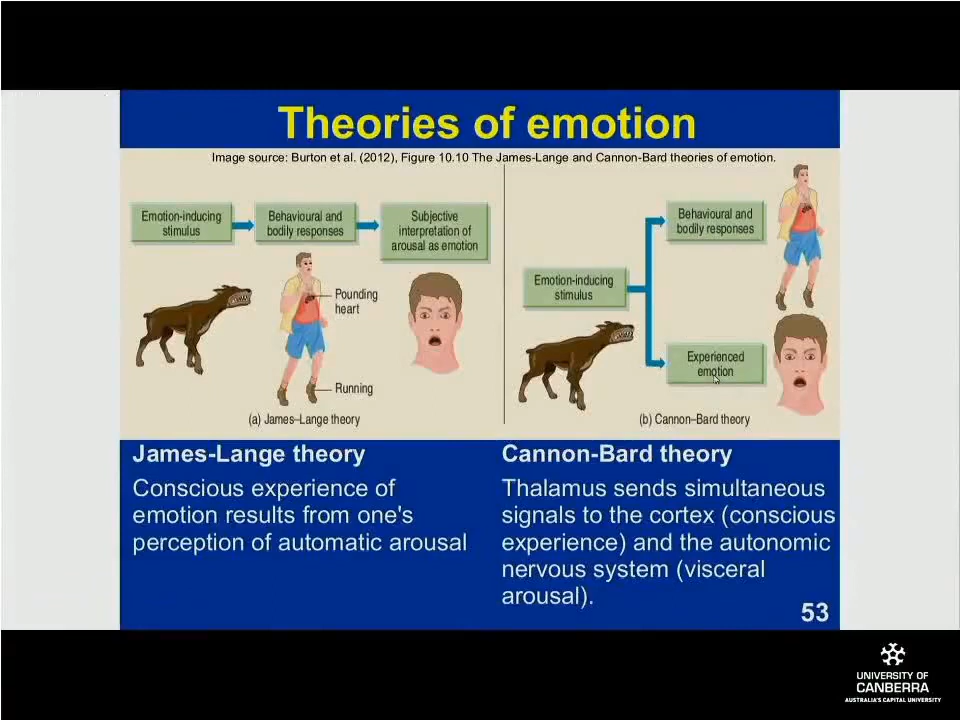 Theories of emotion
Image source: Burton et al. (2012), Figure 10.10 The James-Lange and Cannon-Bard theories of emotion.
Emotion-inducing
stimulus
Behavioural and
bodily responses
Subjective
interpretation of
arousal as emotion
Pounding
heart
Running
(a) James–Lange theory
Emotion-inducing
stimulus
Behavioural and
bodily responses
Experienced
emotion
(b) Cannon–Bard theory
James-Lange theory
Conscious experience of
emotion results from one's
perception of automatic arousal
Cannon-Bard theory
Thalamus sends simultaneous
signals to the cortex (conscious
experience) and the autonomic
nervous system (visceral
arousal).
53
UNIVERSITY OF
CANBERRA
AUSTRALIA'S CAPITAL UNIVERSITY